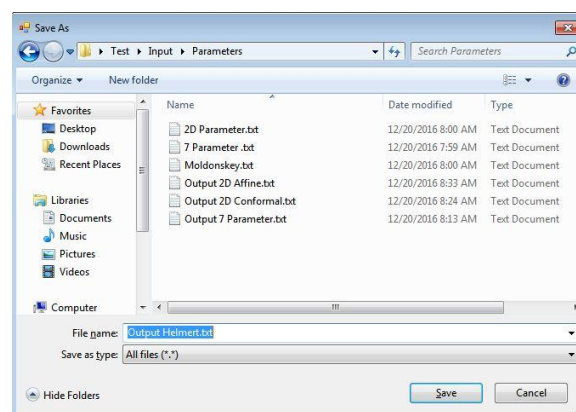 Save As
Test Input Parameters Search Parameters
Organize New folder
Favorites
Desktop
Downloads
Recent Places
Libraries
Documents
Music
Pictures
Videos
Computer
Name Date modified Type
2D Parameter.txt 12/20/2016 8:00 AM Text Document
7 Parameter .txt 12/20/2016 7:59 AM Text Document
Moldonskey.txt 12/20/2016 8:00 AM Text Document
Output 2D Affine.txt 12/20/2016 8:33 AM Text Document
Output 2D Conformal.txt 12/20/2016 8:24 AM Text Document
Output 7 Parameter.txt 12/20/2016 8:13 AM Text Document
File name: Output Helmert.txt
Save as type: All files (*.*)
Hide Folders Save Cancel